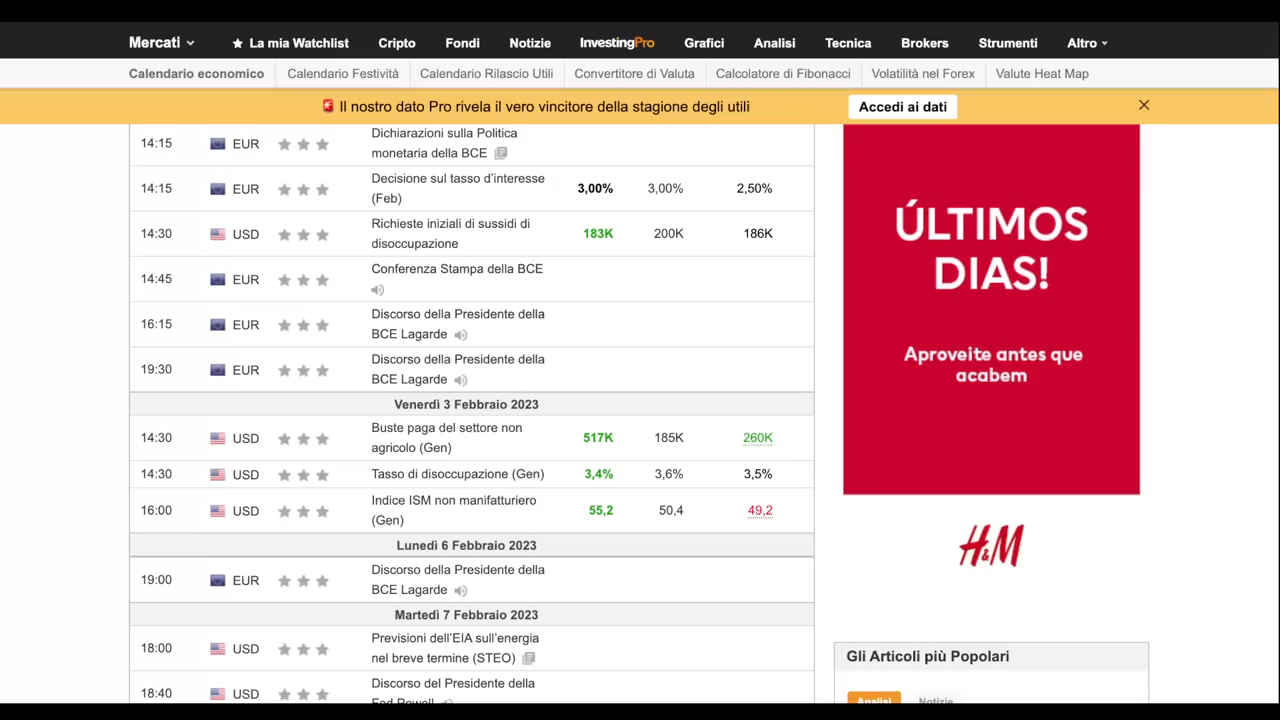 Mercati
La mia Watchlist
Cripto
Fondi
Notizie
InvestingPro
Grafici
Analisi
Tecnica
Brokers
Strumenti
Altro
Calendario economico
Calendario Festività
Calendario Rilascio Utili
Convertitore di Valuta
Calcolatore di Fibonacci
Volatilità nel Forex
Valute Heat Map
Il nostro dato Pro rivela il vero vincitore della stagione degli utili
Accedi ai dati
14:15 EUR Dichiarazioni sulla Politica
monetaria della BCE
14:15 EUR Decisione sul tasso d'interesse
(Feb) 3,00% 3,00% 2,50%
14:30 USD Richieste iniziali di sussidi di
disoccupazione 183K 200K 186K
14:45 EUR Conferenza Stampa della BCE
16:15 EUR Discorso della Presidente della
BCE Lagarde
19:30 EUR Discorso della Presidente della
BCE Lagarde
Venerdì 3 Febbraio 2023
14:30 USD Buste paga del settore non
agricolo (Gen) 517K 185K 260K
14:30 USD Tasso di disoccupazione (Gen) 3,4% 3,6% 3,5%
16:00 USD Indice ISM non manifatturiero
(Gen) 55,2 50,4 49,2
Lunedì 6 Febbraio 2023
19:00 EUR Discorso della Presidente della
BCE Lagarde
Martedì 7 Febbraio 2023
18:00 USD Previsioni dell'EIA sull'energia
nel breve termine (STEO)
18:40 USD Discorso del Presidente della
Fed Powell
ÚLTIMOS
DIAS!
Aproveite antes que
acabem
H&M
Gli Articoli più Popolari
Analisi
Notizie